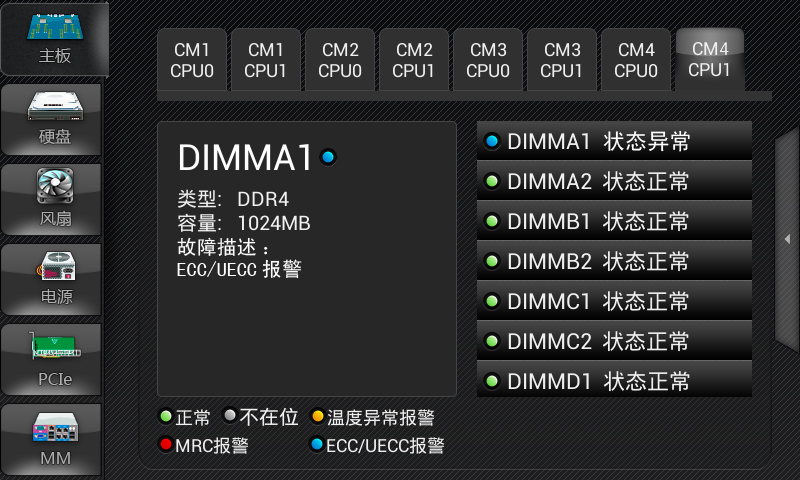 主板
硬盘
风扇
电源
PCIe
MM
CM1 CPU0
CM1 CPU1
CM2 CPU0
CM2 CPU1
CM3 CPU0
CM3 CPU1
CM4 CPU0
CM4 CPU1
DIMMA1
类型: DDR4
容量: 1024MB
故障描述：
ECC/UECC 报警
DIMMA1 状态异常
DIMMA2 状态正常
DIMMB1 状态正常
DIMMB2 状态正常
DIMMC1 状态正常
DIMMC2 状态正常
DIMMD1 状态正常
正常 不在位 温度异常报警
MRC报警 ECC/UECC报警